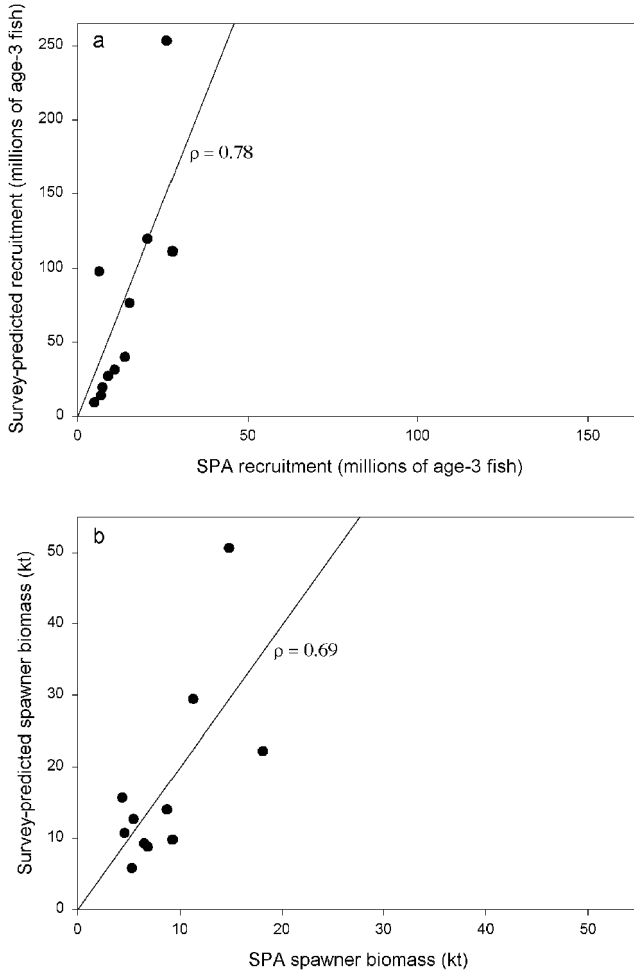 a
250
200
150
100
50
0
Survey-predicted recruitment (millions of age-3 fish)
ρ = 0.78
0 50 100 150
SPA recruitment (millions of age-3 fish)
b
50
40
30
20
10
0
Survey-predicted spawner biomass (kt)
ρ = 0.69
0 10 20 30 40 50
SPA spawner biomass (kt)